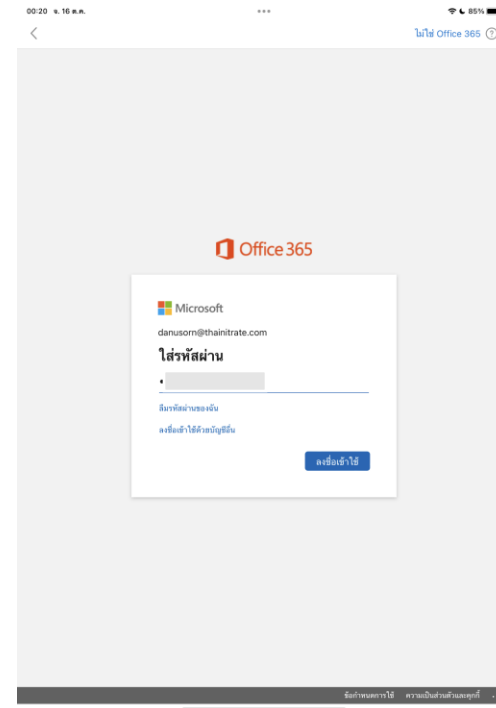 00:20 จ. 16 ต.ค.
85%
ไม่ใช่ Office 365
Office 365
Microsoft
danusorn@thainitrate.com
ใส่รหัสผ่าน
ลืมรหัสผ่านของฉัน
ลงชื่อเข้าใช้ด้วยบัญชีอื่น
ลงชื่อเข้าใช้
ข้อกำหนดการใช้ ความเป็นส่วนตัวและคุกกี้